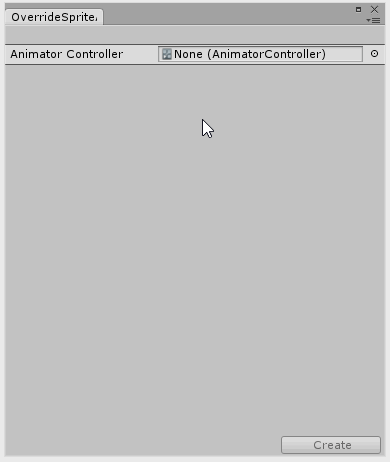 OverrideSprite
Animator Controller
None (AnimatorController)
Create